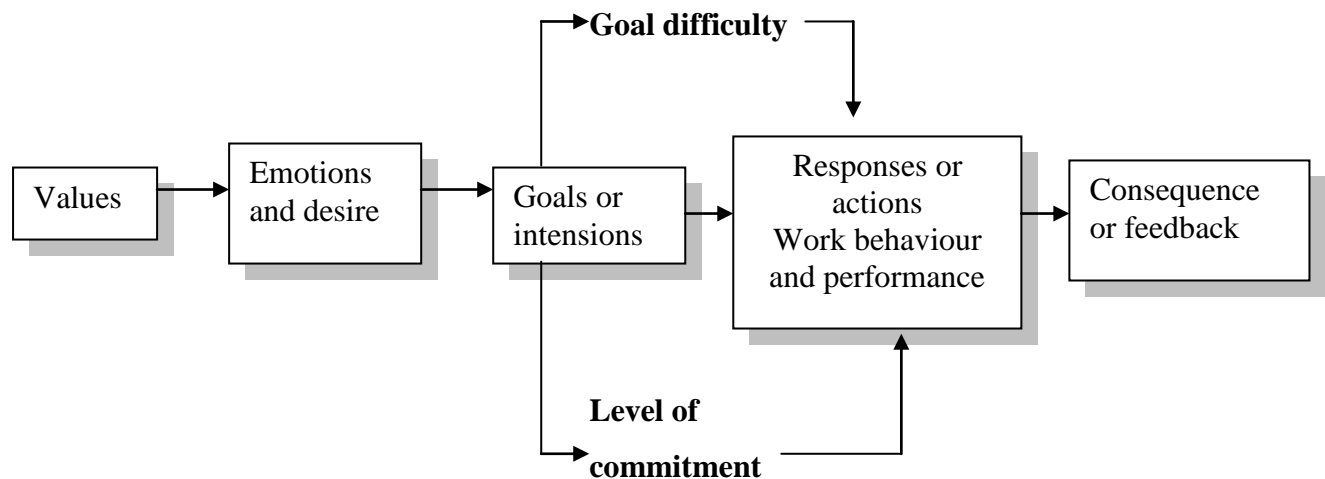 Goal difficulty
Values
Emotions
and desire
Goals or
intensions
Responses or
actions
Work behaviour
and performance
Consequence
or feedback
Level of
commitment